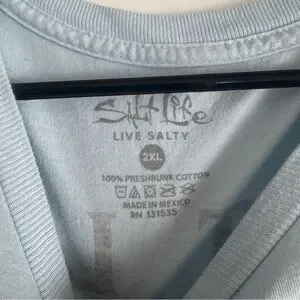 Salt Life
LIVE SALTY
2XL
100% PRESHRUNK COTTON
MADE IN MEXICO
RN 131535